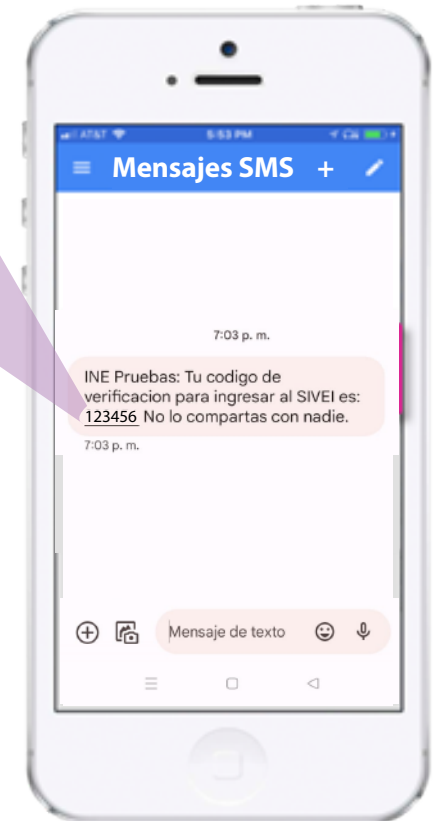 AT&T 5:53 PM
Mensajes SMS +
7:03 p. m.
INE Pruebas: Tu codigo de
verificacion para ingresar al SIVEI es:
123456 No lo compartas con nadie.
7:03 p. m.
Mensaje de texto